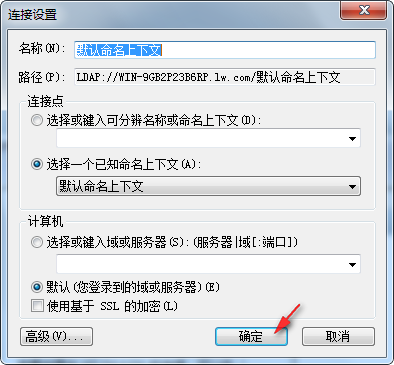 连接设置
名称(N): 默认命名上下文
路径(P): LDAP://WIN-9GB2P23B6RP.lw.com/默认命名上下文
连接点
选择或键入可分辨名称或命名上下文(D):
选择一个已知命名上下文(A):
默认命名上下文
计算机
选择或键入域或服务器(S):(服务器|域[:端口])
默认(您登录到的域或服务器)(E)
使用基于 SSL 的加密(L)
高级(V)... 确定 取消